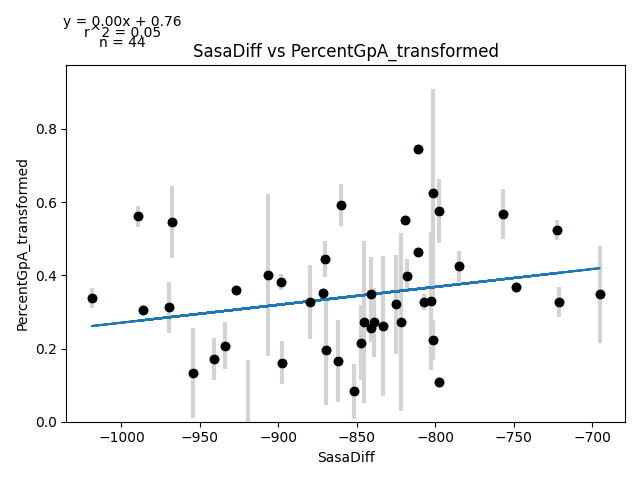 y = 0.00x + 0.76
r^2 = 0.05
n = 44
SasaDiff vs PercentGpA_transformed
PercentGpA_transformed
0.8
0.6
0.4
0.2
0.0
−1000
−950
−900
−850
−800
−750
−700
SasaDiff